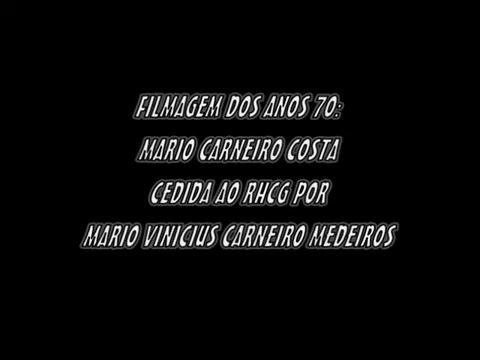 FILMAGEM DOS ANOS 70:
MARIO CARNEIRO COSTA
CEDIDA AO RHCG POR
MARIO VINICIUS CARNEIRO MEDEIROS